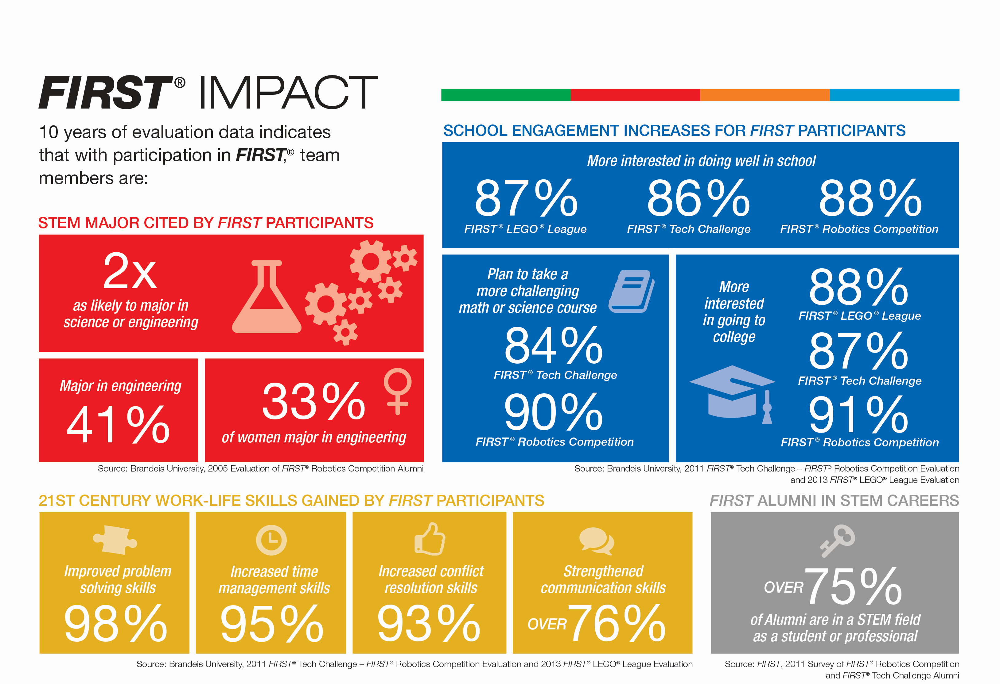 FIRST® IMPACT
10 years of evaluation data indicates
that with participation in FIRST,® team
members are:
STEM MAJOR CITED BY FIRST PARTICIPANTS
2x
as likely to major in
science or engineering
Major in engineering
41%
33%
of women major in engineering
Source: Brandeis University, 2005 Evaluation of FIRST® Robotics Competition Alumni
SCHOOL ENGAGEMENT INCREASES FOR FIRST PARTICIPANTS
More interested in doing well in school
87% 86% 88%
FIRST® LEGO® League FIRST® Tech Challenge FIRST® Robotics Competition
Plan to take a
more challenging
math or science course
84%
FIRST® Tech Challenge
90%
FIRST® Robotics Competition
More
interested
in going to
college
88%
FIRST® LEGO® League
87%
FIRST® Tech Challenge
91%
FIRST® Robotics Competition
Source: Brandeis University, 2011 FIRST® Tech Challenge – FIRST® Robotics Competition Evaluation
and 2013 FIRST® LEGO® League Evaluation
21ST CENTURY WORK-LIFE SKILLS GAINED BY FIRST PARTICIPANTS
Improved problem
solving skills
98%
Increased time
management skills
95%
Increased conflict
resolution skills
93%
Strengthened
communication skills
OVER 76%
Source: Brandeis University, 2011 FIRST® Tech Challenge – FIRST® Robotics Competition Evaluation and 2013 FIRST® LEGO® League Evaluation
FIRST ALUMNI IN STEM CAREERS
OVER 75%
of Alumni are in a STEM field
as a student or professional
Source: FIRST, 2011 Survey of FIRST® Robotics Competition
and FIRST® Tech Challenge Alumni